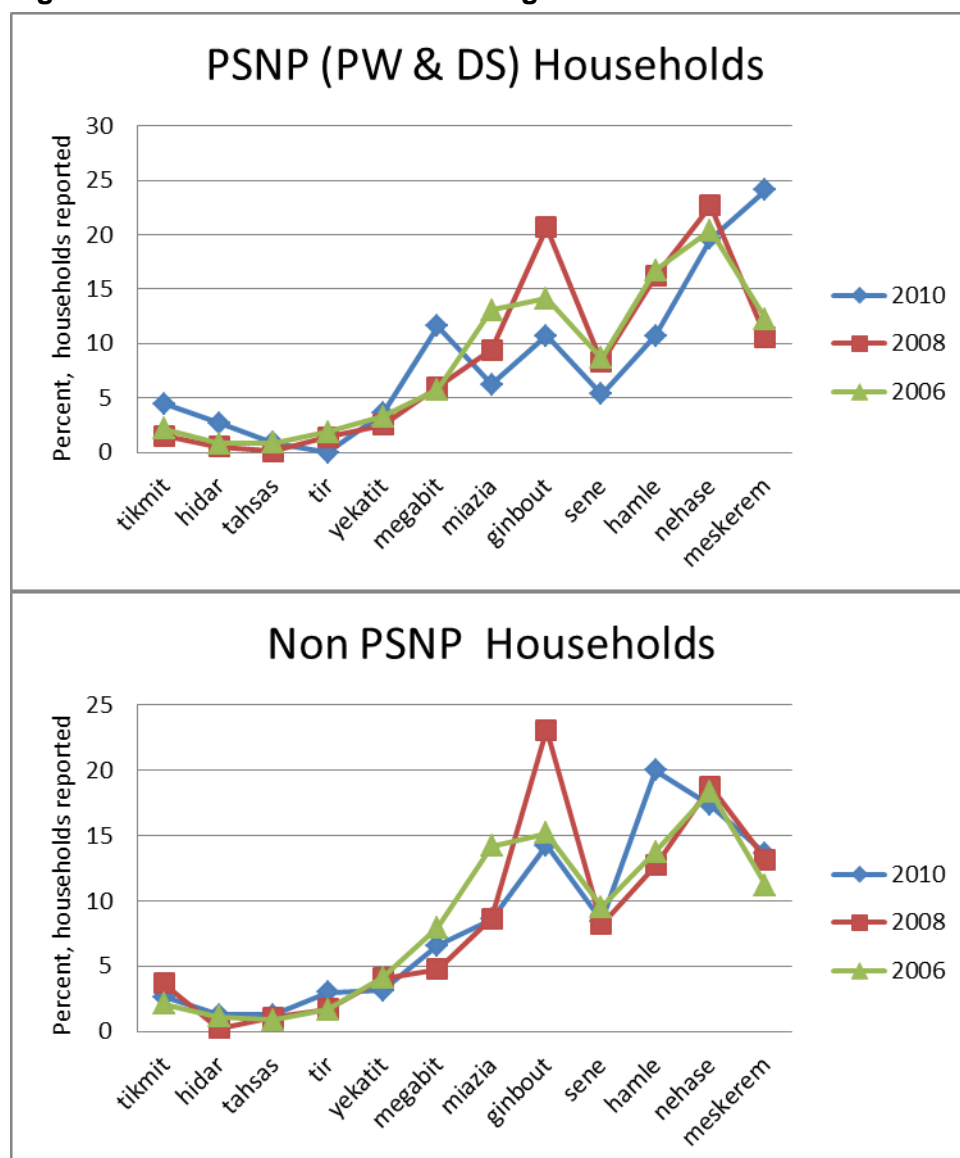 PSNP (PW & DS) Households
Percent, households reported
30
25
20
15
10
5
0
tikmit
hidar
tahsas
tir
yekatit
megabit
miazia
ginbout
sene
hamle
nehase
meskerem
2010
2008
2006
Non PSNP Households
Percent, households reported
25
20
15
10
5
0
tikmit
hidar
tahsas
tir
yekatit
megabit
miazia
ginbout
sene
hamle
nehase
meskerem
2010
2008
2006